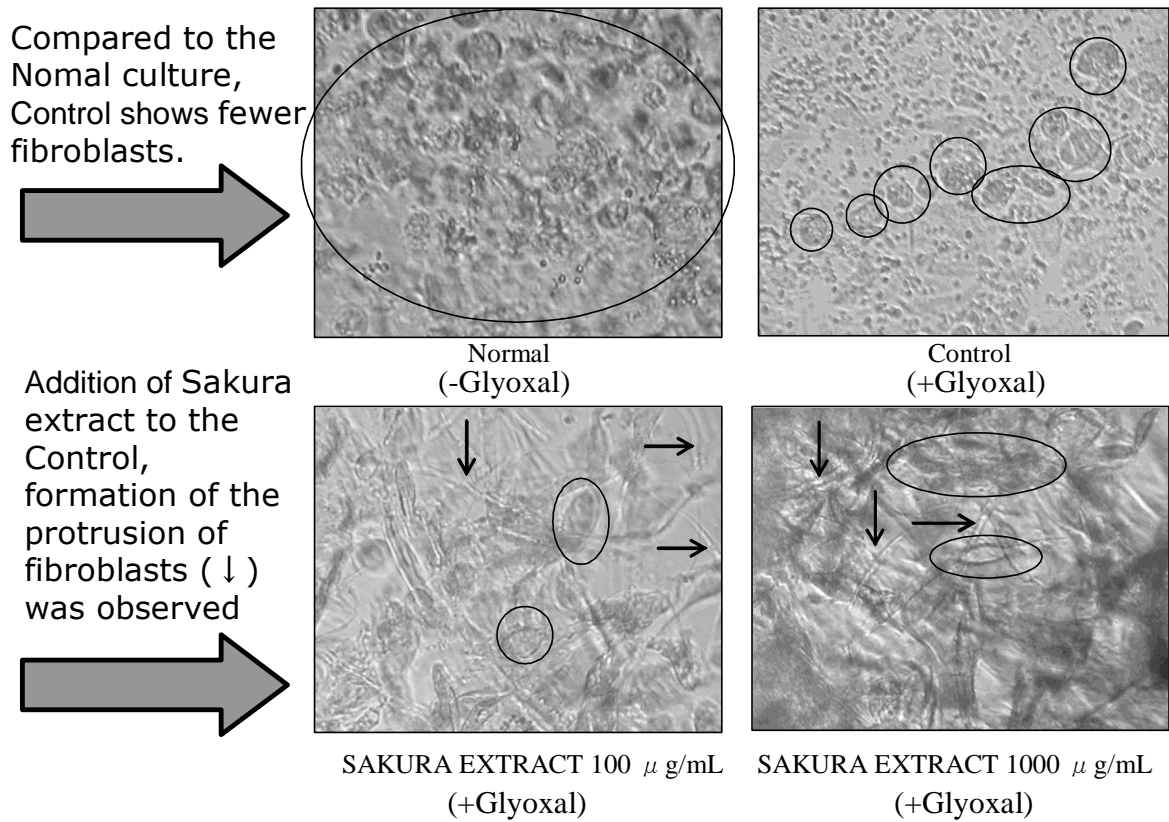 Compared to the
Nomal culture,
Control shows fewer
fibroblasts.
Normal
(-Glyoxal)
Control
(+Glyoxal)
Addition of Sakura
extract to the
Control,
formation of the
protrusion of
fibroblasts (↓)
was observed
SAKURA EXTRACT 100 μg/mL
(+Glyoxal)
SAKURA EXTRACT 1000 μg/mL
(+Glyoxal)